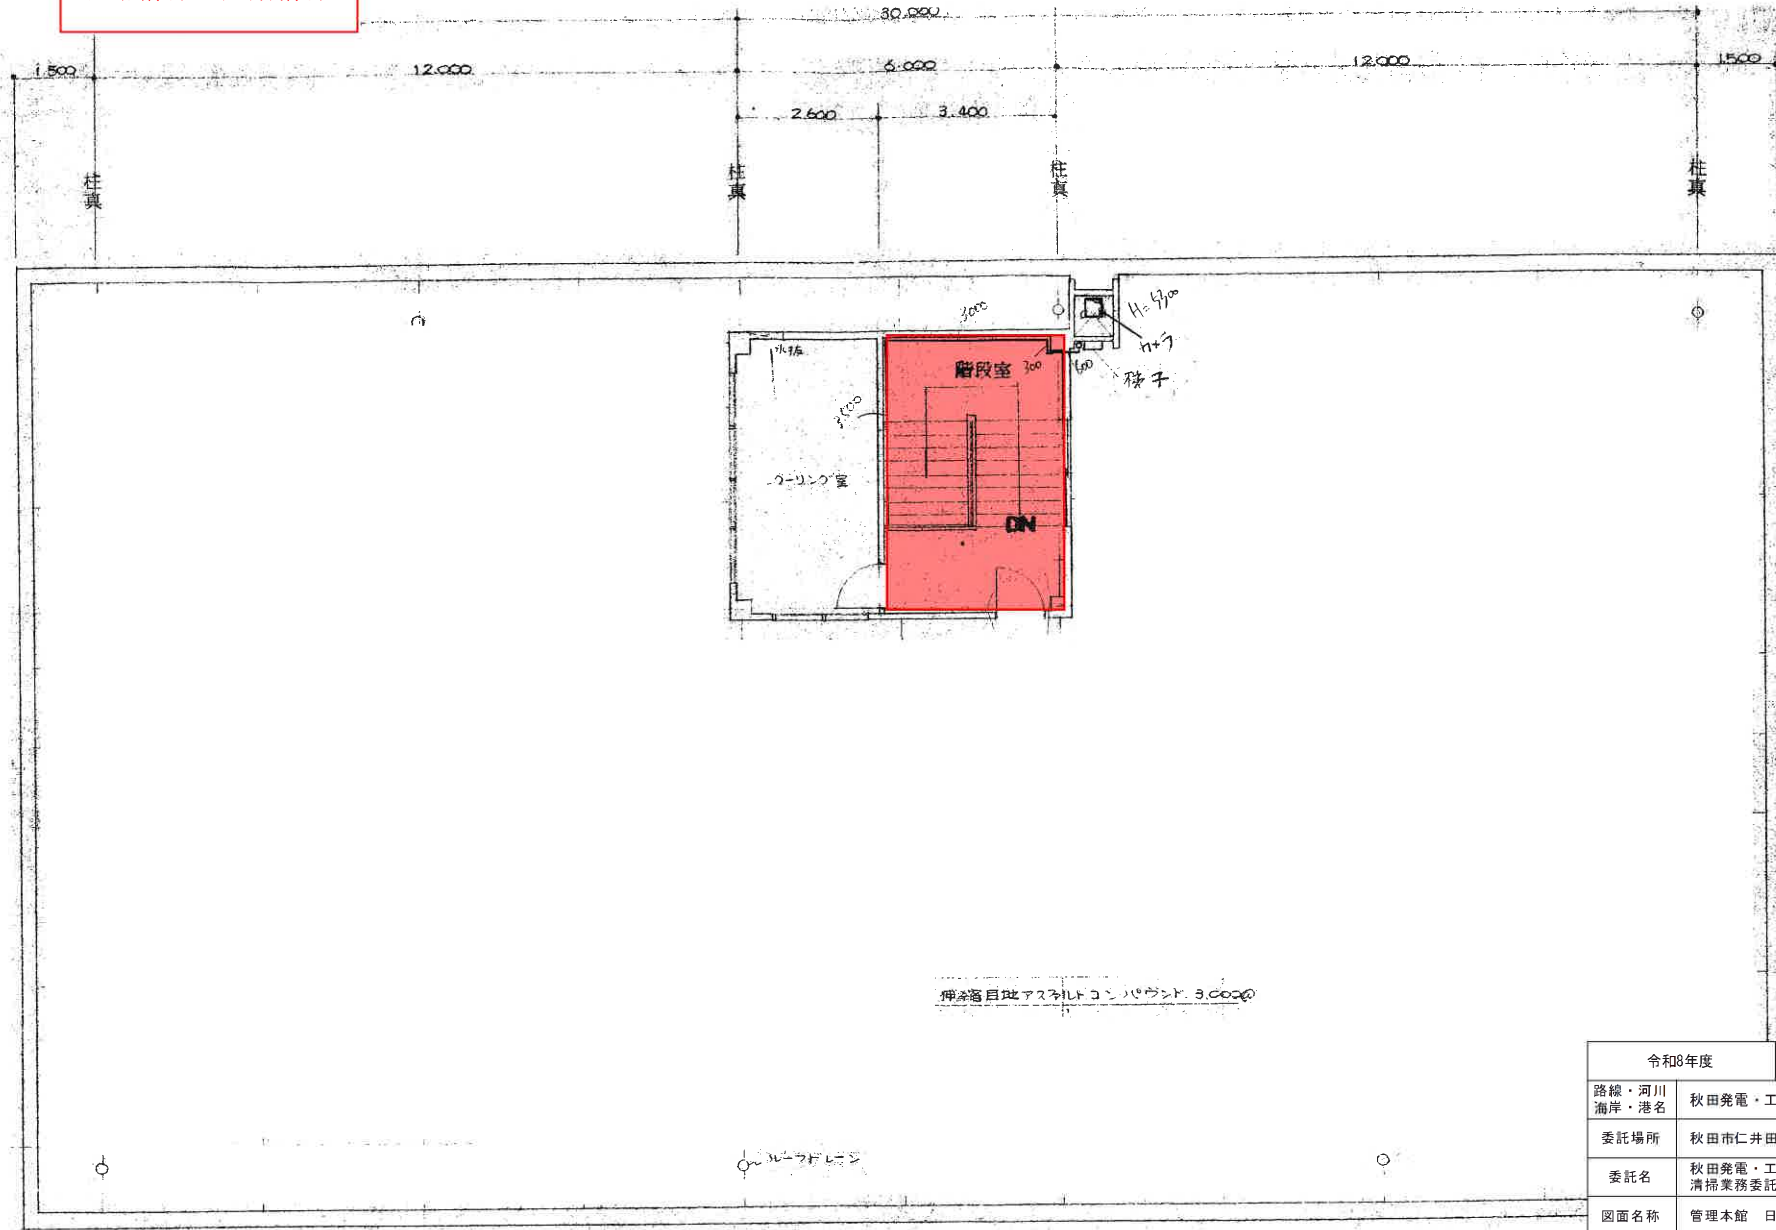 30.000
1.500
12.000
6.000
12.000
1.500
2.600
3.400
柱真
柱真
柱真
柱真
3000
H=5300
カメラ
階段室
300
600
梯子
水抜
3500
クーリング室
DN
伸縮目地アスファルトコンパウンド 3.000@
ルーフドレーン
令和8年度
路線・河川
海岸・港名
秋田発電・工
委託場所
秋田市仁井田
委託名
秋田発電・工
清掃業務委託
図面名称
管理本館 日